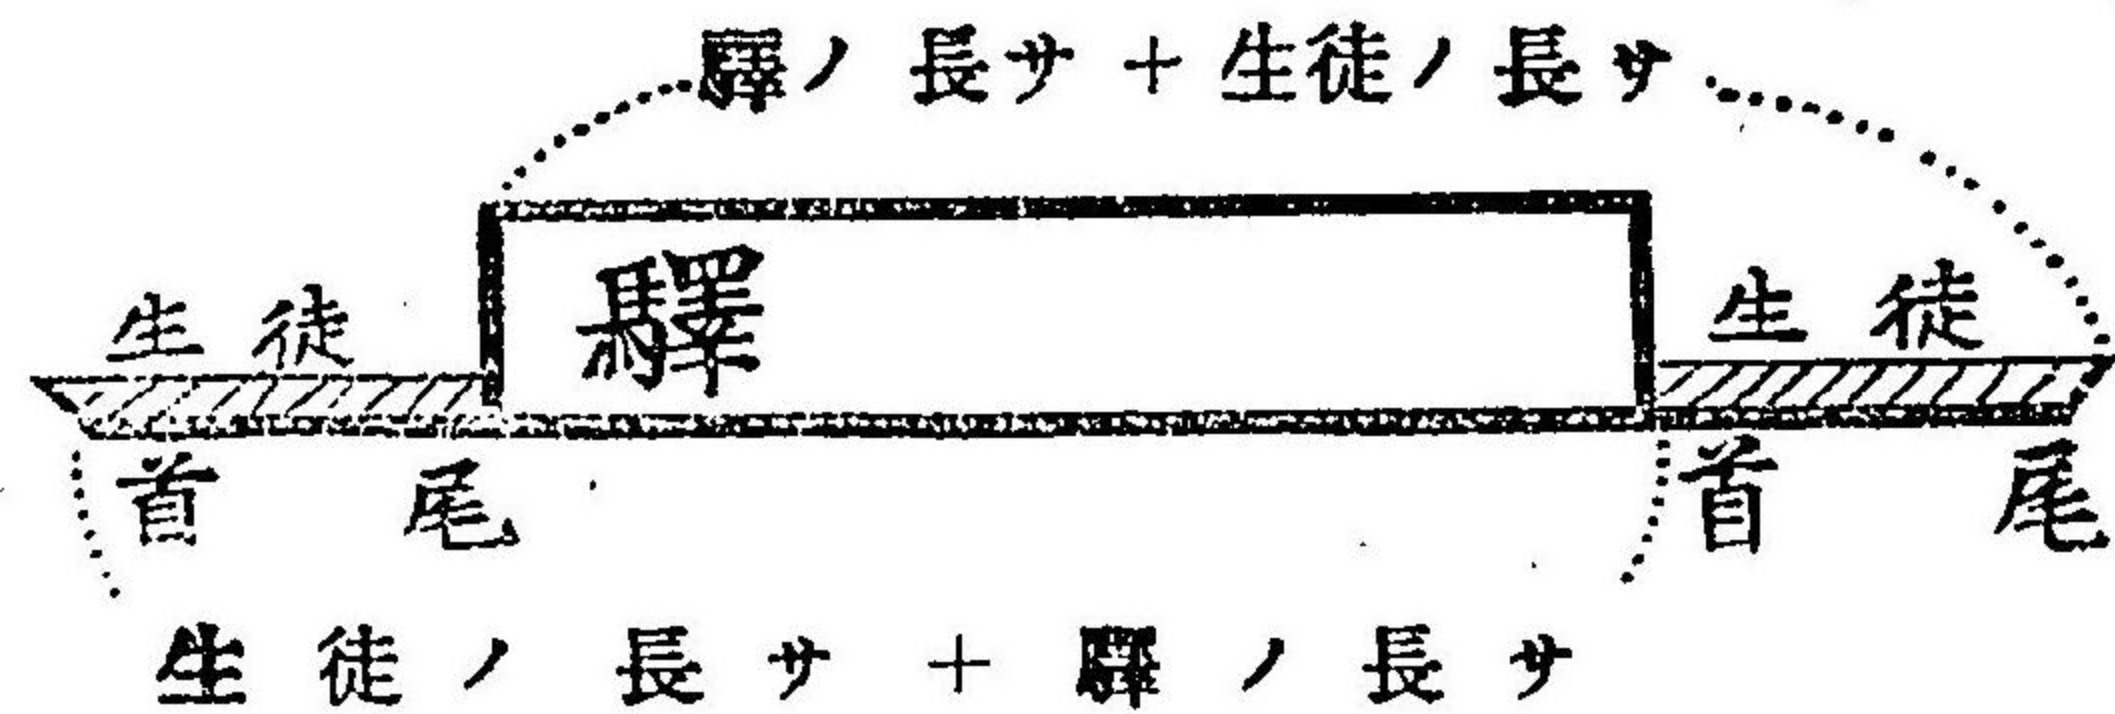 驛ノ長サ+生徒ノ長サ
驛
生徒
生徒
首 尾
首 尾
生徒ノ長サ+驛ノ長サ